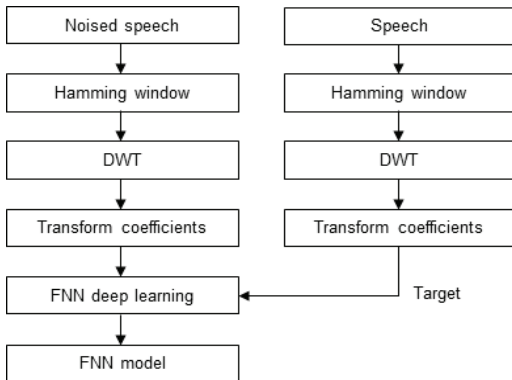 Noised speech
Speech
Hamming window
Hamming window
DWT
DWT
Transform coefficients
Transform coefficients
FNN deep learning
Target
FNN model